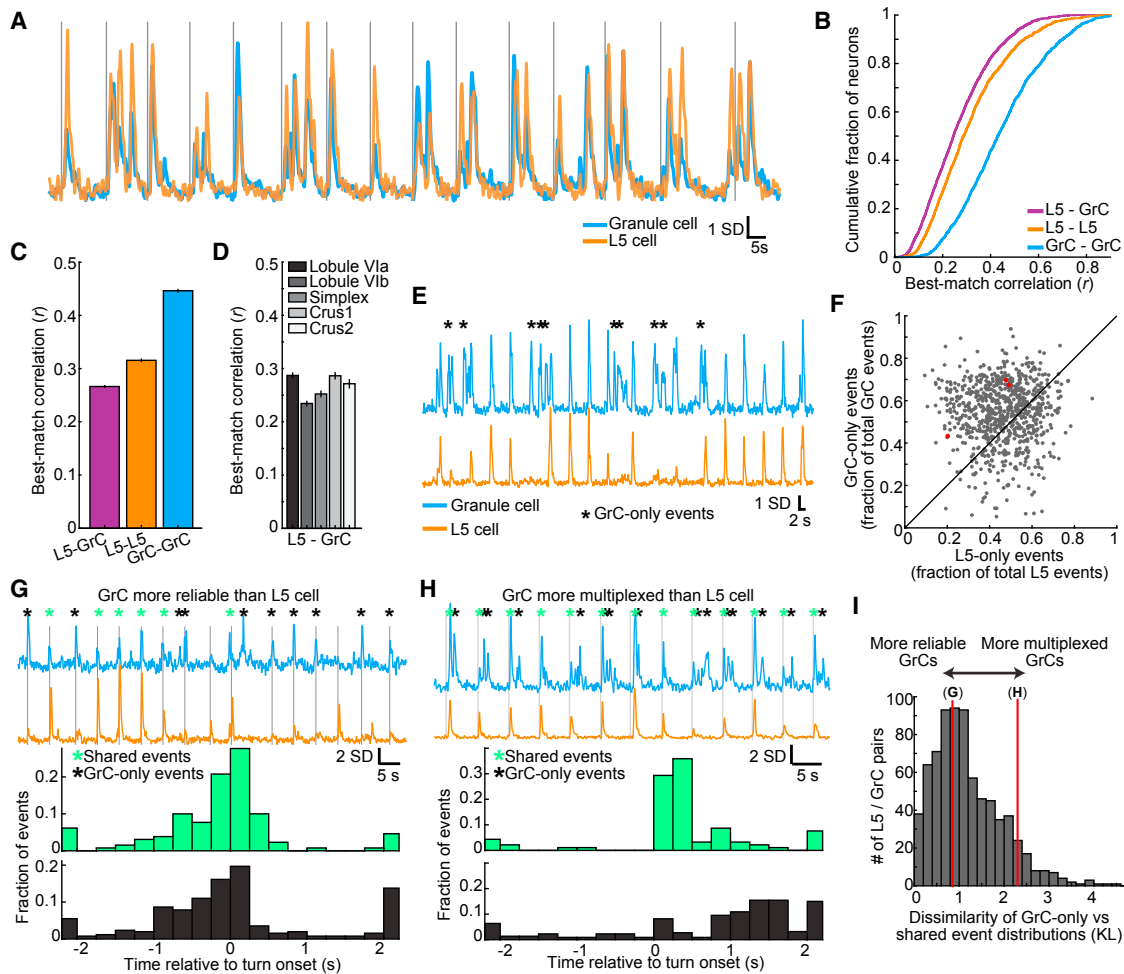 A
Granule cell
L5 cell
1 SD
5s
B
Cumulative fraction of neurons
1
0.8
0.6
0.4
0.2
0
0 0.2 0.4 0.6 0.8
Best-match correlation (r)
L5 - GrC
L5 - L5
GrC - GrC
C
Best-match correlation (r)
0.5
0.4
0.3
0.2
0.1
0
L5-GrC
L5-L5
GrC-GrC
D
Best-match correlation (r)
0.5
0.4
0.3
0.2
0.1
0
Lobule VIa
Lobule VIb
Simplex
Crus1
Crus2
L5 - GrC
E
** *** ** ** *
Granule cell
L5 cell
* GrC-only events
1 SD
2 s
F
GrC-only events
(fraction of total GrC events)
1
0.8
0.6
0.4
0.2
0
0 0.2 0.4 0.6 0.8 1
L5-only events
(fraction of total L5 events)
G
GrC more reliable than L5 cell
*Shared events
*GrC-only events
2 SD
5 s
Fraction of events
0.2
0.1
0
0.2
0.1
0
-2 -1 0 1 2
Time relative to turn onset (s)
H
GrC more multiplexed than L5 cell
*Shared events
*GrC-only events
2 SD
5 s
Fraction of events
0.3
0.2
0.1
0
0.2
0.1
0
-2 -1 0 1 2
Time relative to turn onset (s)
I
More reliable
GrCs
More multiplexed
GrCs
(G)
(H)
# of L5 / GrC pairs
100
80
60
40
20
0
0 1 2 3 4
Dissimilarity of GrC-only vs
shared event distributions (KL)